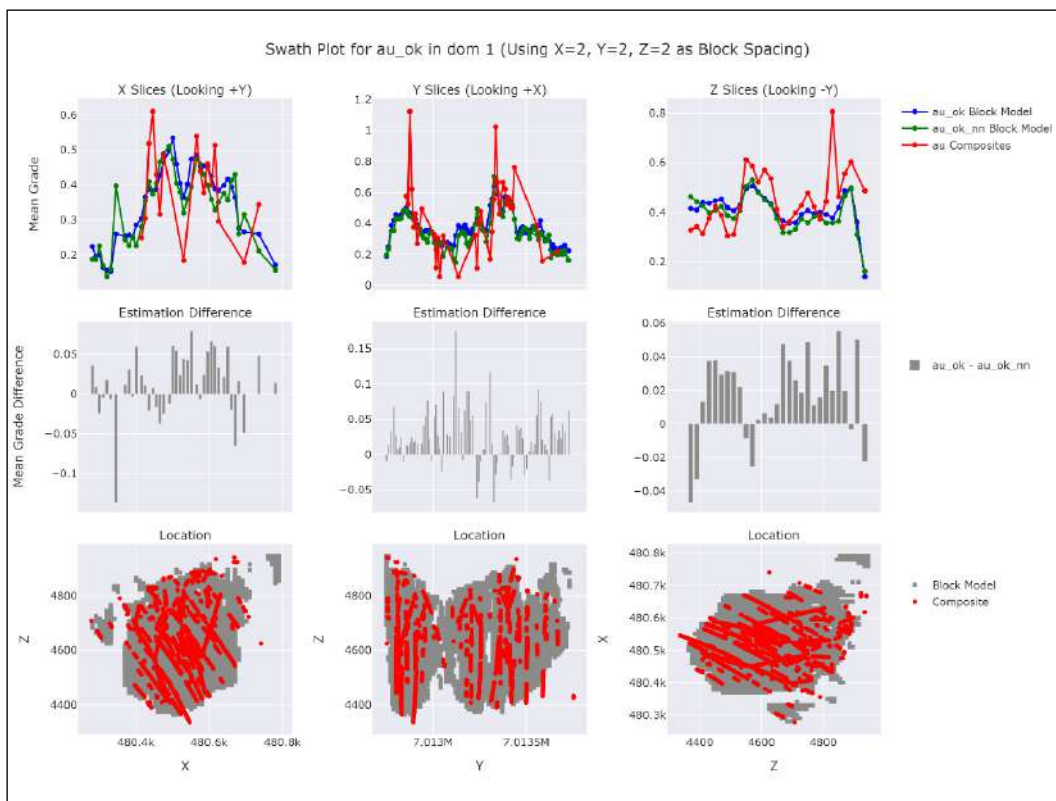 Swath Plot for au_ok in dom 1 (Using X=2, Y=2, Z=2 as Block Spacing)
X Slices (Looking +Y)
Y Slices (Looking +X)
Z Slices (Looking -Y)
au_ok Block Model
au_ok_nn Block Model
au Composites
Mean Grade
0.6
0.5
0.4
0.3
0.2
1.2
1
0.8
0.6
0.4
0.2
0
0.8
0.6
0.4
0.2
Estimation Difference
Estimation Difference
Estimation Difference
au_ok - au_ok_nn
Mean Grade Difference
0.05
0
−0.05
−0.1
0.15
0.1
0.05
0
0.05
0.06
0.04
0.02
0
−0.02
−0.04
Location
Location
Location
Block Model
Composite
Z
4800
4600
4400
480.4k
480.6k
480.8k
X
Z
4800
4600
4400
7.013M
7.0135M
Y
X
480.8k
480.7k
480.6k
480.5k
480.4k
480.3k
4400
4600
4800
Z